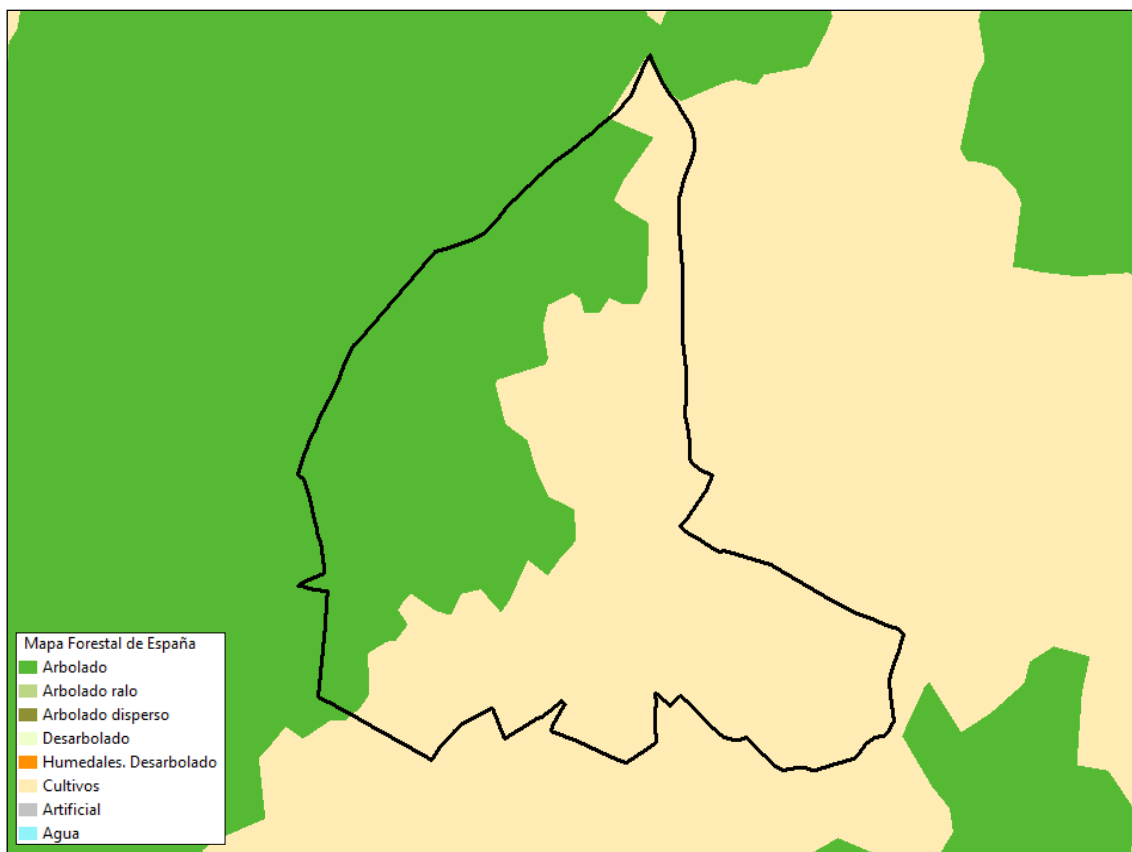 Mapa Forestal de España
Arbolado
Arbolado ralo
Arbolado disperso
Desarbolado
Humedales. Desarbolado
Cultivos
Artificial
Agua